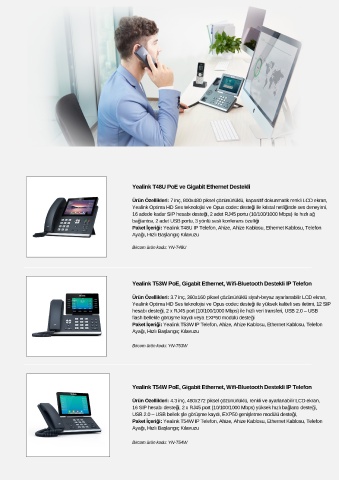 Yealink T48U PoE ve Gigabit Ethernet Destekli
Ürün Özellikleri: 7 inç, 800x480 piksel çözünürlüklü, kapasitif dokunmatik renkli LCD ekran,
Yealink Optima HD Ses teknolojisi ve Opus codec desteği ile kristal netliğinde ses deneyimi,
16 adede kadar SIP hesabı desteği, 2 adet RJ45 portu (10/100/1000 Mbps) ile hızlı ağ
bağlantısı, 2 adet USB portu, 3 yönlü sesli konferans özelliği
Paket İçeriği: Yealink T48U IP Telefon, Ahize, Ahize Kablosu, Ethernet Kablosu, Telefon
Ayağı, Hızlı Başlangıç Kılavuzu
Bircom ürün kodu: YN-T48U
Yealink T53W PoE, Gigabit Ethernet, Wifi-Bluetooth Destekli IP Telefon
Ürün Özellikleri: 3.7 inç, 360x160 piksel çözünürlüklü siyah-beyaz ayarlanabilir LCD ekran,
Yealink Optima HD Ses teknolojisi ve Opus codec desteği ile yüksek kaliteli ses iletimi, 12 SIP
hesabı desteği, 2 x RJ45 port (10/100/1000 Mbps) ile hızlı veri transferi, USB 2.0 – USB
flash bellekte görüşme kaydı veya EXP50 modülü desteği
Paket İçeriği: Yealink T53W IP Telefon, Ahize, Ahize Kablosu, Ethernet Kablosu, Telefon
Ayağı, Hızlı Başlangıç Kılavuzu
Bircom ürün kodu: YN-T53W
Yealink T54W PoE, Gigabit Ethernet, Wifi-Bluetooth Destekli IP Telefon
Ürün Özellikleri: 4.3 inç, 480x272 piksel çözünürlüklü, renkli ve ayarlanabilir LCD ekran,
16 SIP hesabı desteği, 2 x RJ45 port (10/100/1000 Mbps) yüksek hızlı bağlantı desteği,
USB 2.0 – USB bellek ile görüşme kaydı, EXP50 genişletme modülü desteği,
Paket İçeriği: Yealink T54W IP Telefon, Ahize, Ahize Kablosu, Ethernet Kablosu, Telefon
Ayağı, Hızlı Başlangıç Kılavuzu
Bircom ürün kodu: YN-T54W